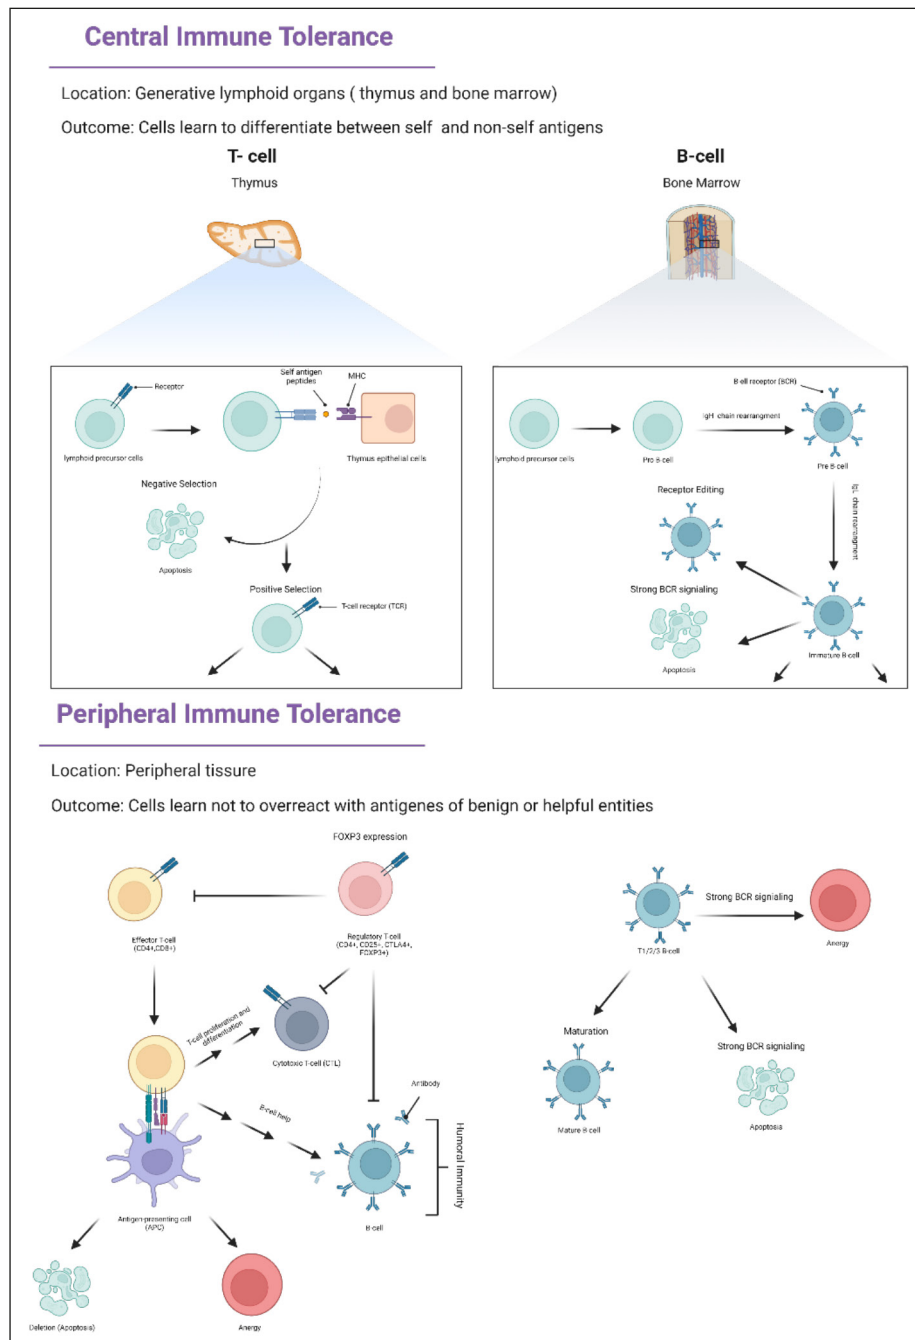 Central Immune Tolerance
Location: Generative lymphoid organs ( thymus and bone marrow)
Outcome: Cells learn to differentiate between self and non-self antigens
T- cell
Thymus
B-cell
Bone Marrow
Receptor
Self antigen
peptides
MHC
lymphoid precursor cells
Thymus epithelial cells
Negative Selection
Apoptosis
Positive Selection
T-cell receptor (TCR)
B-ell receptor (BCR)
IgH chain rearrangment
lymphoid precursor cells
Pro B-cell
Pre B-cell
IgL chain rearragment
Receptor Editing
Strong BCR signialing
Apoptosis
Immature B-cell
Peripheral Immune Tolerance
Location: Peripheral tissure
Outcome: Cells learn not to overreact with antigenes of benign or helpful entities
FOXP3 expression
Effector T-cell
(CD4+,CD8+)
Regulatory T-cell
(CD4+, CD25+, CTLA4+,
FOXP3+)
T-cell proliferation and
differentiation
Cytotoxic T-cell (CTL)
B-cell help
Antibody
Humoral Immunity
B-cell
Antigen-presenting cell
(APC)
Deletion (Apoptosis)
Anergy
T1/2/3 B-cell
Strong BCR signialing
Anergy
Maturation
Mature B-cell
Strong BCR signialing
Apoptosis